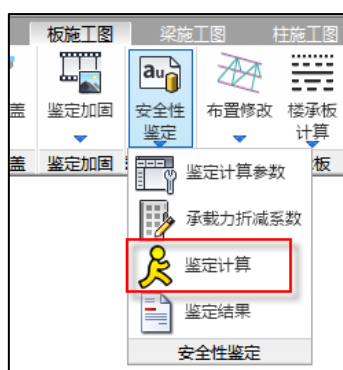 板施工图 梁施工图 柱施工图
au
盖 鉴定加固 安全性 布置修改 楼承板
鉴定 计算
盖 鉴定加固 板
鉴定计算参数
承载力折减系数
鉴定计算
鉴定结果
安全性鉴定